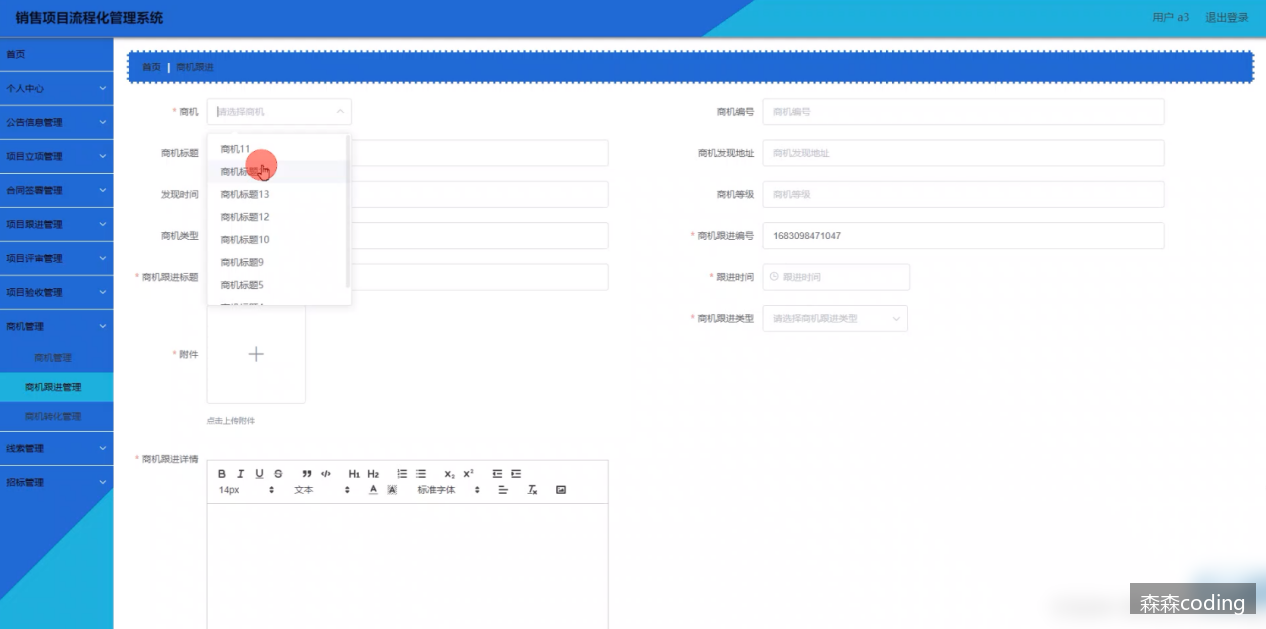 销售项目流程化管理系统
用户 a3 退出登录
首页
个人中心
公告信息管理
项目立项管理
合同签署管理
项目跟进管理
项目评审管理
项目验收管理
商机管理
商机管理
商机跟进管理
商机转化管理
线索管理
招标管理
首页 | 商机跟进
* 商机 请选择商机
商机编号 商机编号
商机11
商机标题
商机标题13
商机标题12
商机标题10
商机标题9
商机标题5
商机标题
商机发现地址 商机发现地址
发现时间
商机等级 商机等级
商机类型
* 商机跟进编号 1683098471047
* 商机跟进标题
* 跟进时间 跟进时间
* 商机跟进类型 请选择商机跟进类型
* 附件
点击上传附件
* 商机跟进详情
B I U S ” </> H1 H2 x₂ x²
14px 文本 A A 标准字体
森森coding